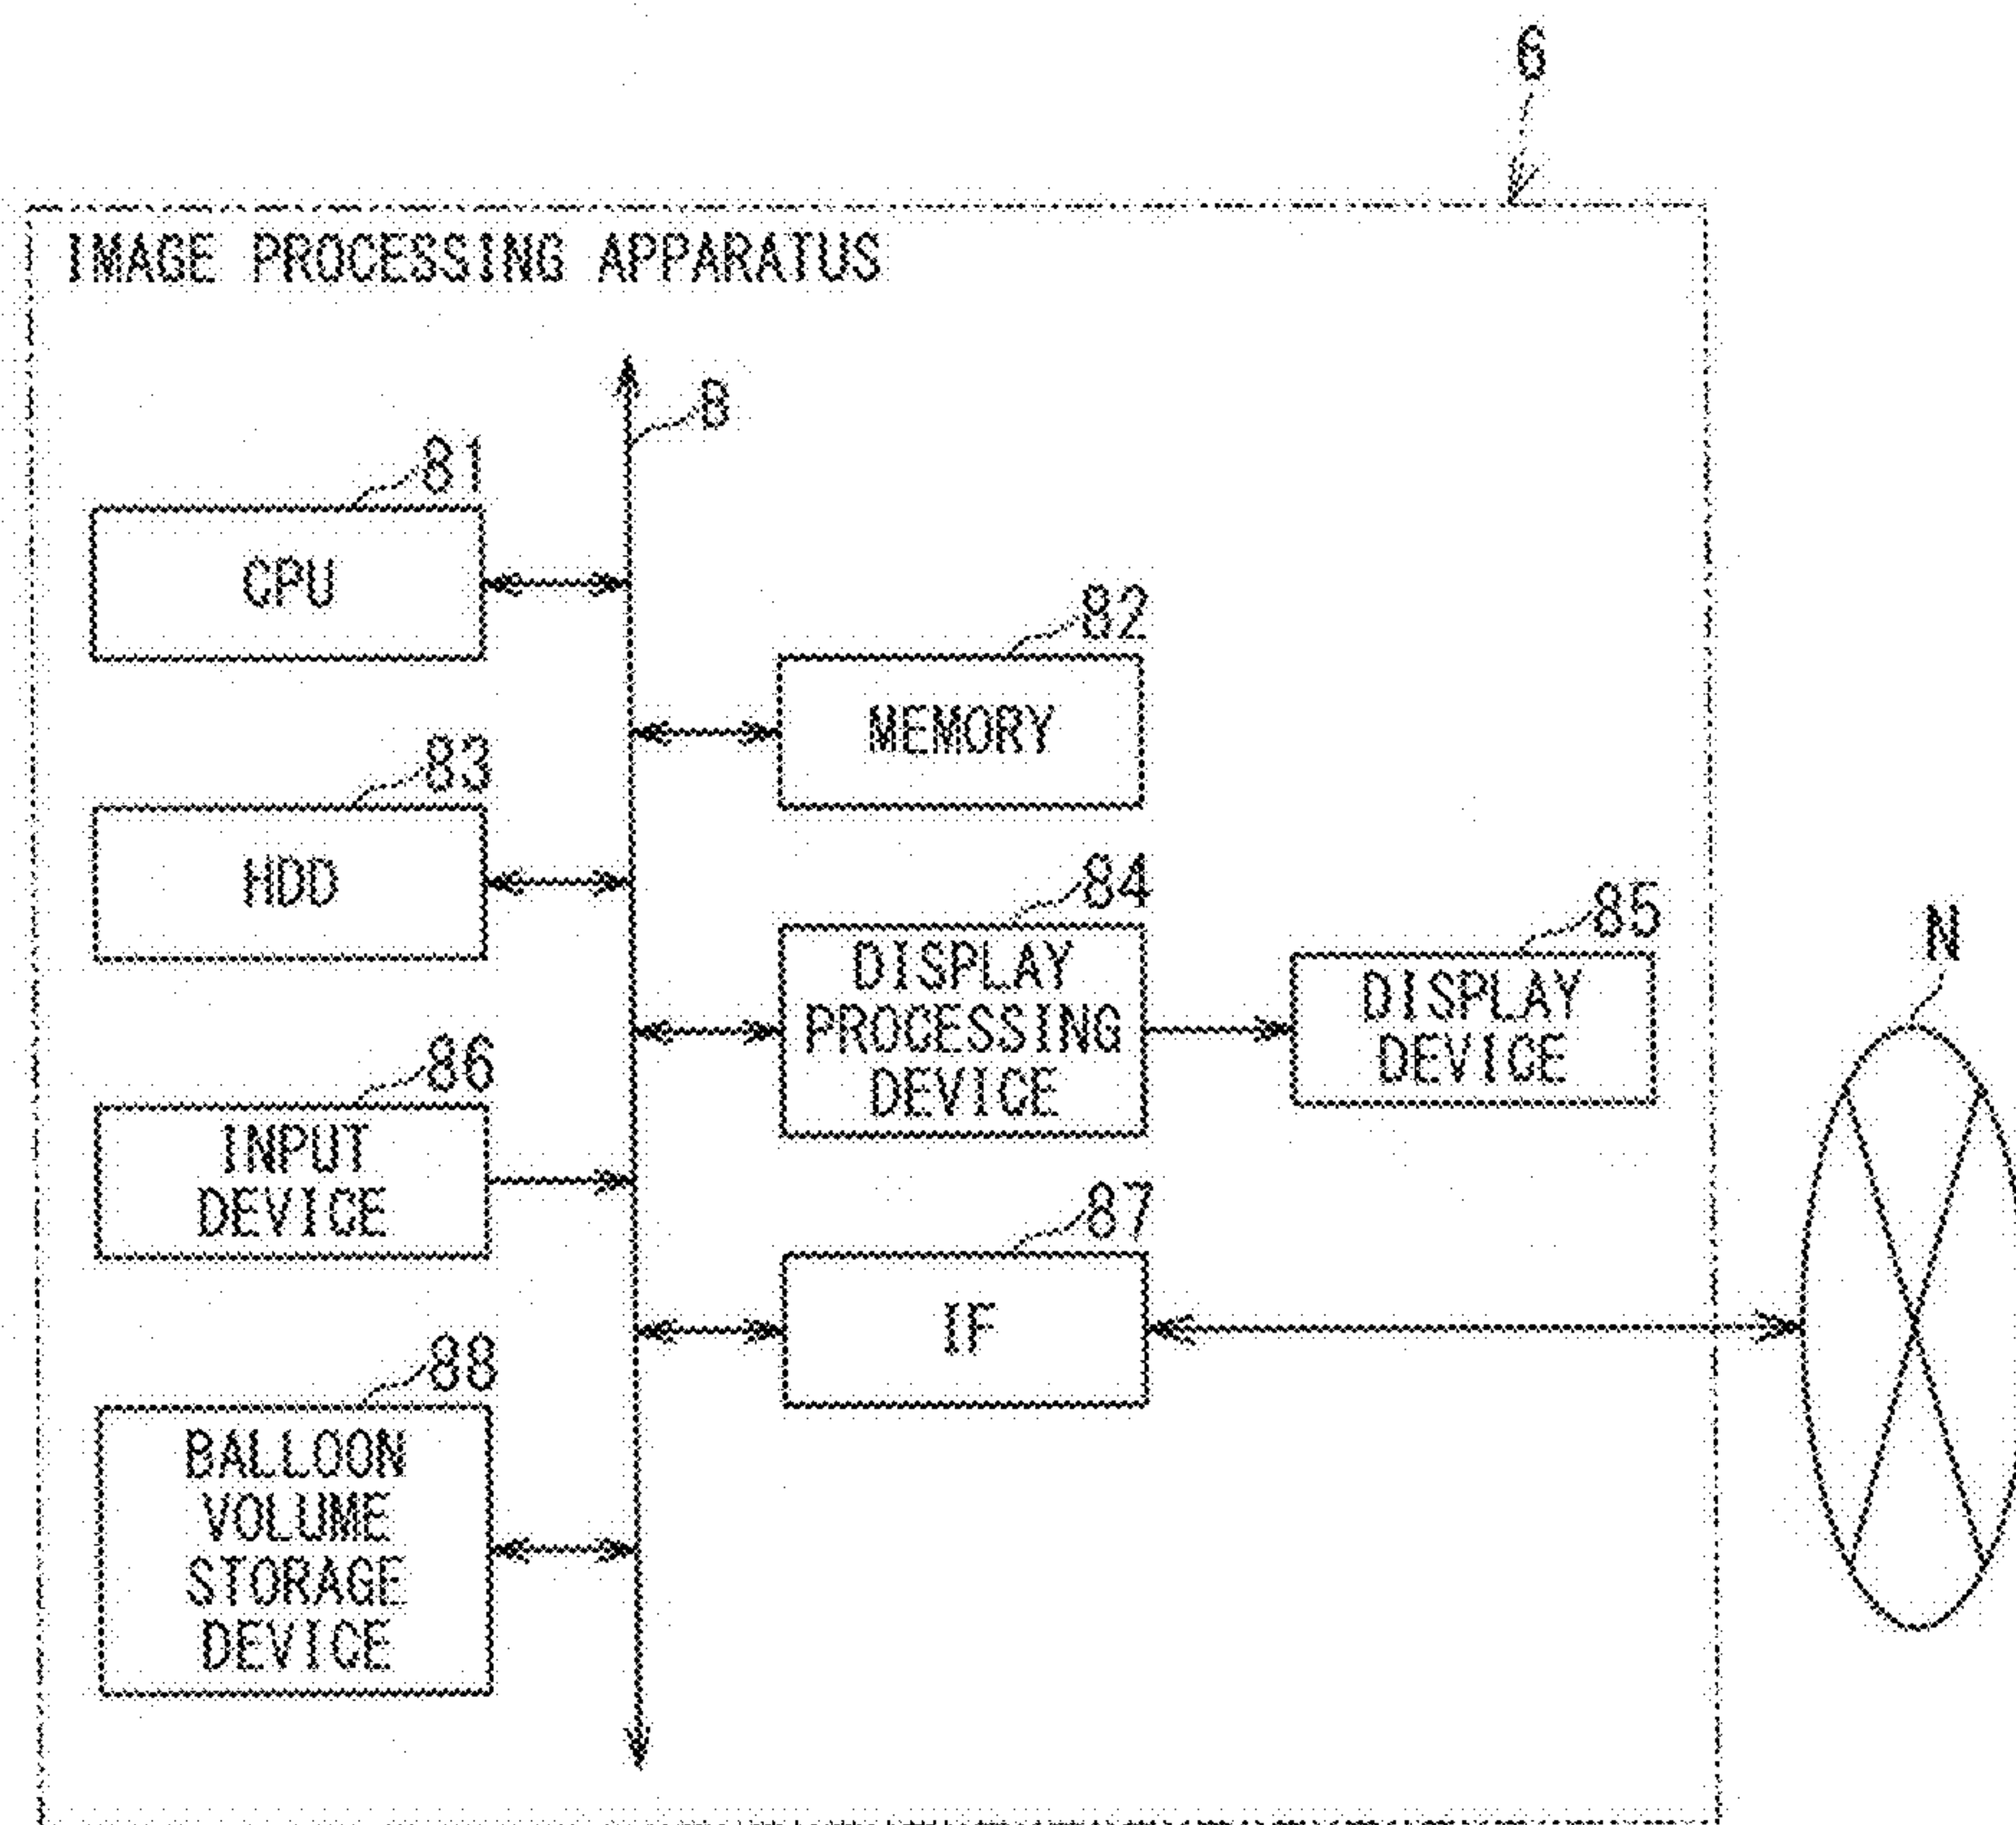 6
IMAGE PROCESSING APPARATUS
8
81
CPU
82
MEMORY
83
HDD
84
DISPLAY
PROCESSING
DEVICE
85
DISPLAY
DEVICE
N
86
INPUT
DEVICE
87
IF
88
BALLOON
VOLUME
STORAGE
DEVICE